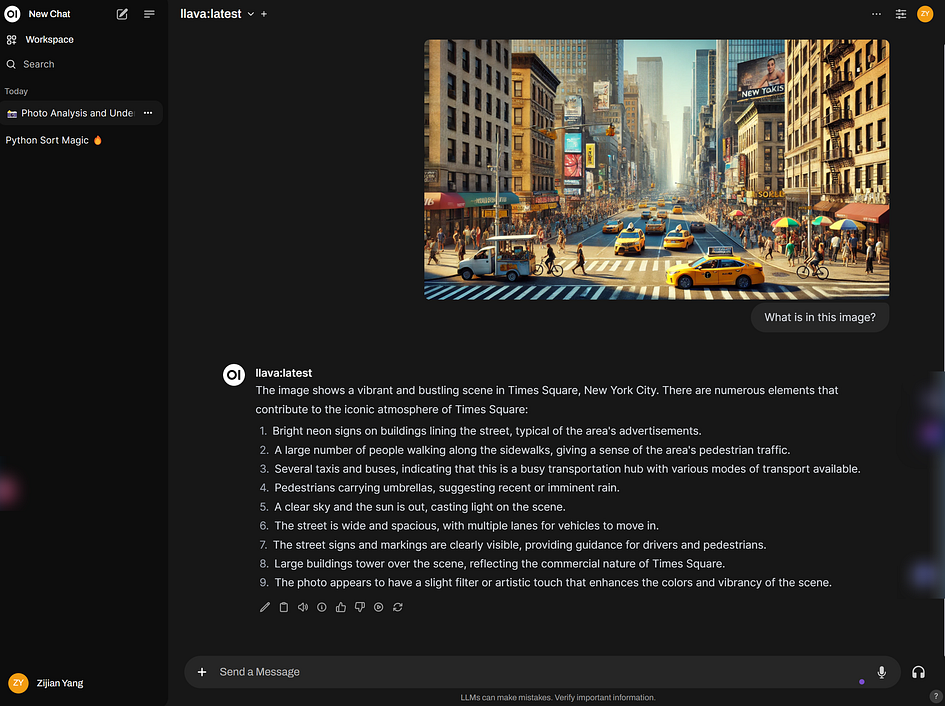 OI
New Chat
llava:latest
ZY
Workspace
Search
Today
Photo Analysis and Unde
Python Sort Magic
NEW TAKIS
What is in this image?
OI
llava:latest
The image shows a vibrant and bustling scene in Times Square, New York City. There are numerous elements that
contribute to the iconic atmosphere of Times Square:
1. Bright neon signs on buildings lining the street, typical of the area's advertisements.
2. A large number of people walking along the sidewalks, giving a sense of the area's pedestrian traffic.
3. Several taxis and buses, indicating that this is a busy transportation hub with various modes of transport available.
4. Pedestrians carrying umbrellas, suggesting recent or imminent rain.
5. A clear sky and the sun is out, casting light on the scene.
6. The street is wide and spacious, with multiple lanes for vehicles to move in.
7. The street signs and markings are clearly visible, providing guidance for drivers and pedestrians.
8. Large buildings tower over the scene, reflecting the commercial nature of Times Square.
9. The photo appears to have a slight filter or artistic touch that enhances the colors and vibrancy of the scene.
Send a Message
ZY
Zijian Yang
LLMs can make mistakes. Verify important information.
?